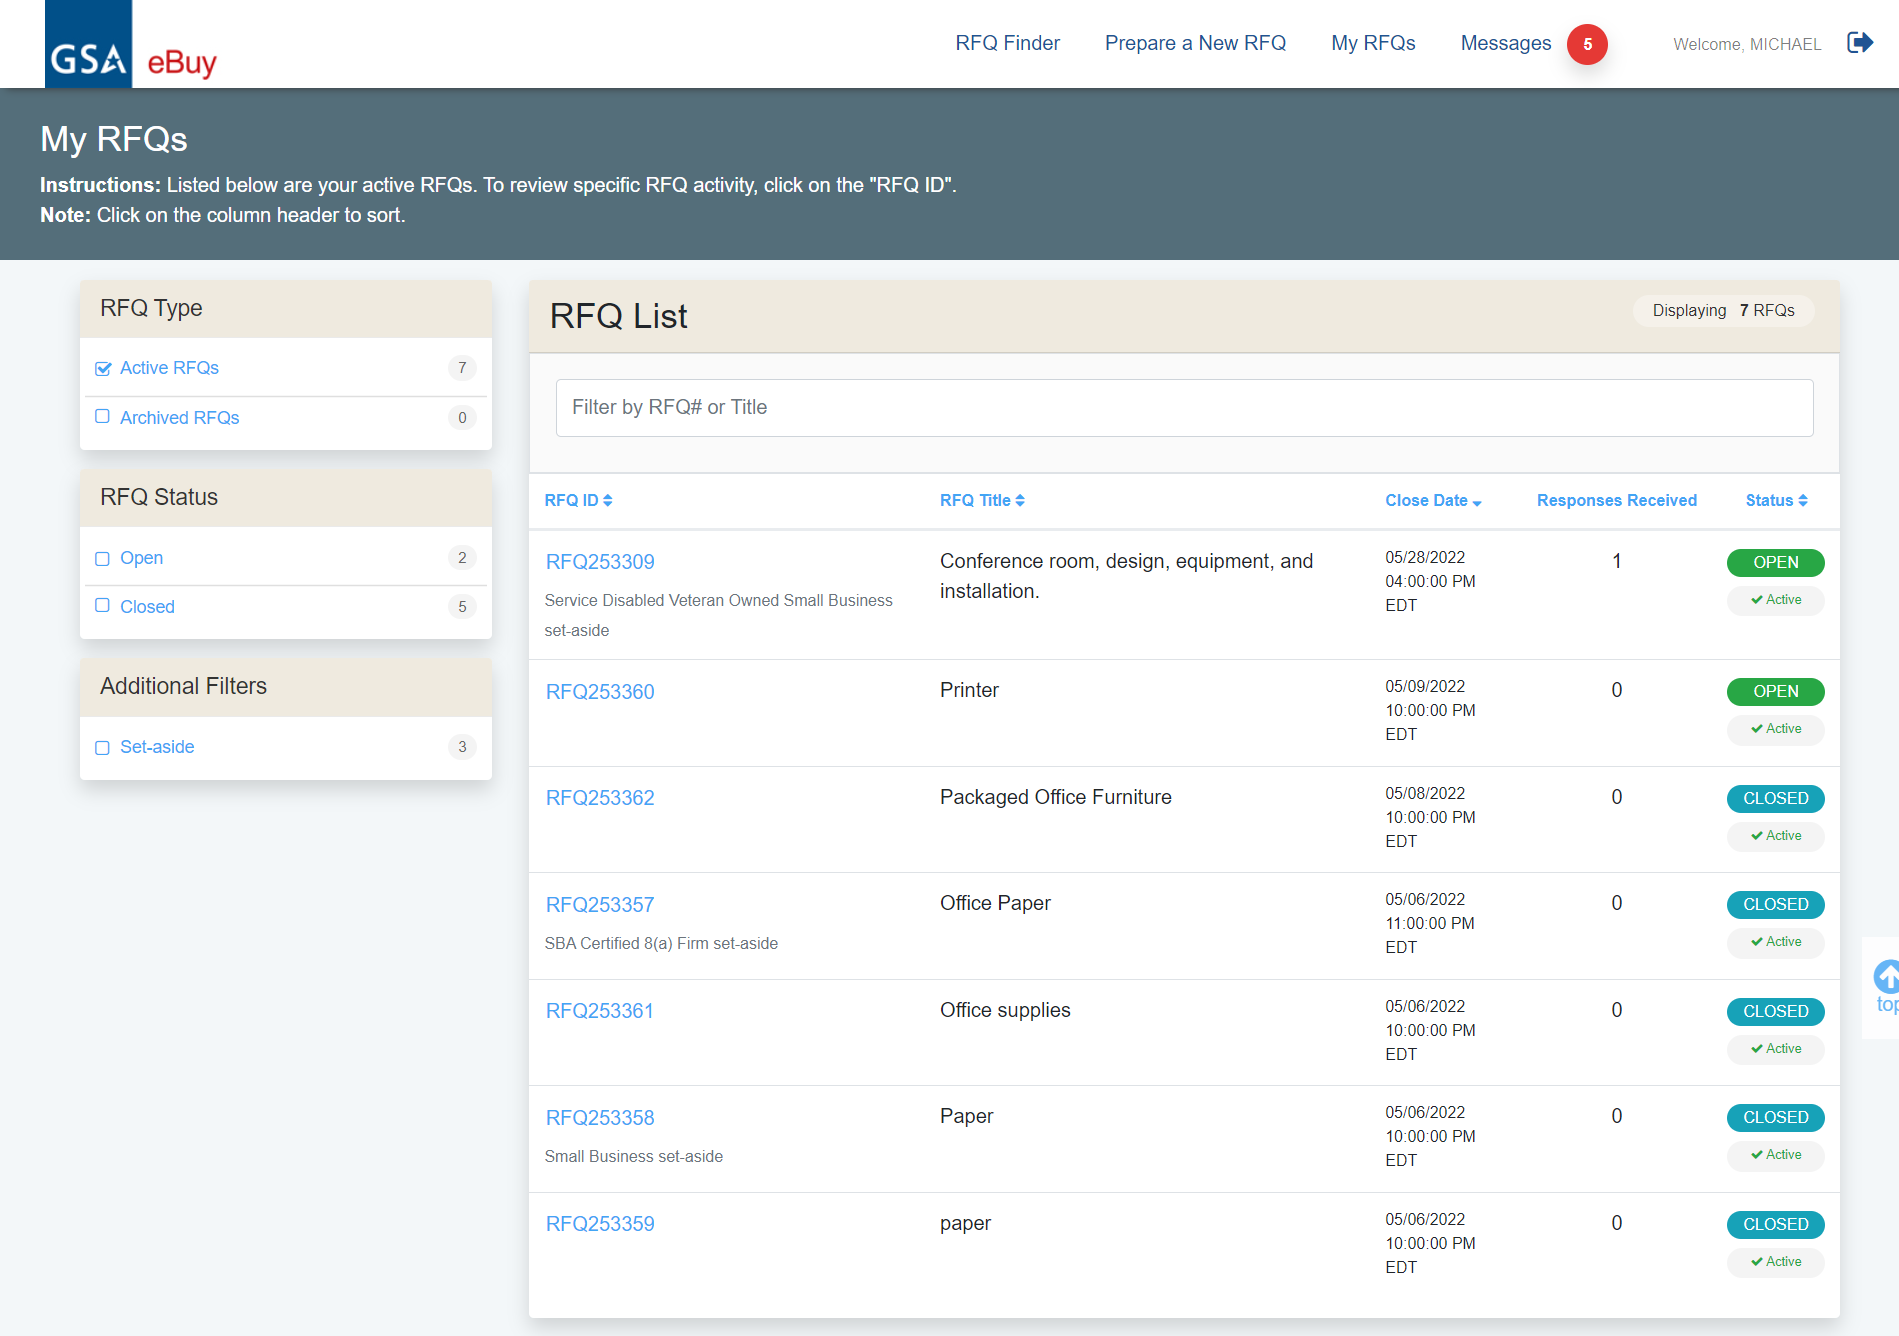 GSA eBuy
RFQ Finder Prepare a New RFQ My RFQs Messages 5 Welcome, MICHAEL
My RFQs
Instructions: Listed below are your active RFQs. To review specific RFQ activity, click on the "RFQ ID".
Note: Click on the column header to sort.
RFQ Type
Active RFQs 7
Archived RFQs 0
RFQ Status
Open 2
Closed 5
Additional Filters
Set-aside 3
RFQ List
Displaying 7 RFQs
Filter by RFQ# or Title
RFQ ID RFQ Title Close Date Responses Received Status
RFQ253309
Service Disabled Veteran Owned Small Business
set-aside
Conference room, design, equipment, and
installation.
05/28/2022
04:00:00 PM
EDT
1
OPEN
Active
RFQ253360
Printer
05/09/2022
10:00:00 PM
EDT
0
OPEN
Active
RFQ253362
Packaged Office Furniture
05/08/2022
10:00:00 PM
EDT
0
CLOSED
Active
RFQ253357
SBA Certified 8(a) Firm set-aside
Office Paper
05/06/2022
11:00:00 PM
EDT
0
CLOSED
Active
RFQ253361
Office supplies
05/06/2022
10:00:00 PM
EDT
0
CLOSED
Active
RFQ253358
Small Business set-aside
Paper
05/06/2022
10:00:00 PM
EDT
0
CLOSED
Active
RFQ253359
paper
05/06/2022
10:00:00 PM
EDT
0
CLOSED
Active
top